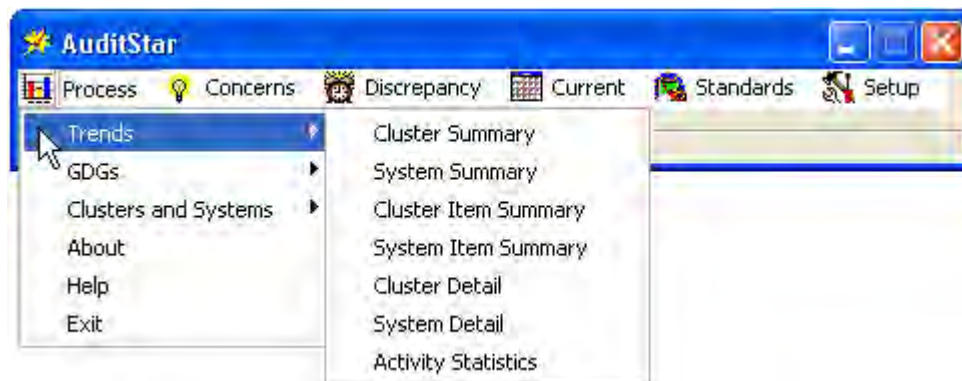 AuditStar
Process Concerns Discrepancy Current Standards Setup
Trends
GDGs
Clusters and Systems
About
Help
Exit
Cluster Summary
System Summary
Cluster Item Summary
System Item Summary
Cluster Detail
System Detail
Activity Statistics